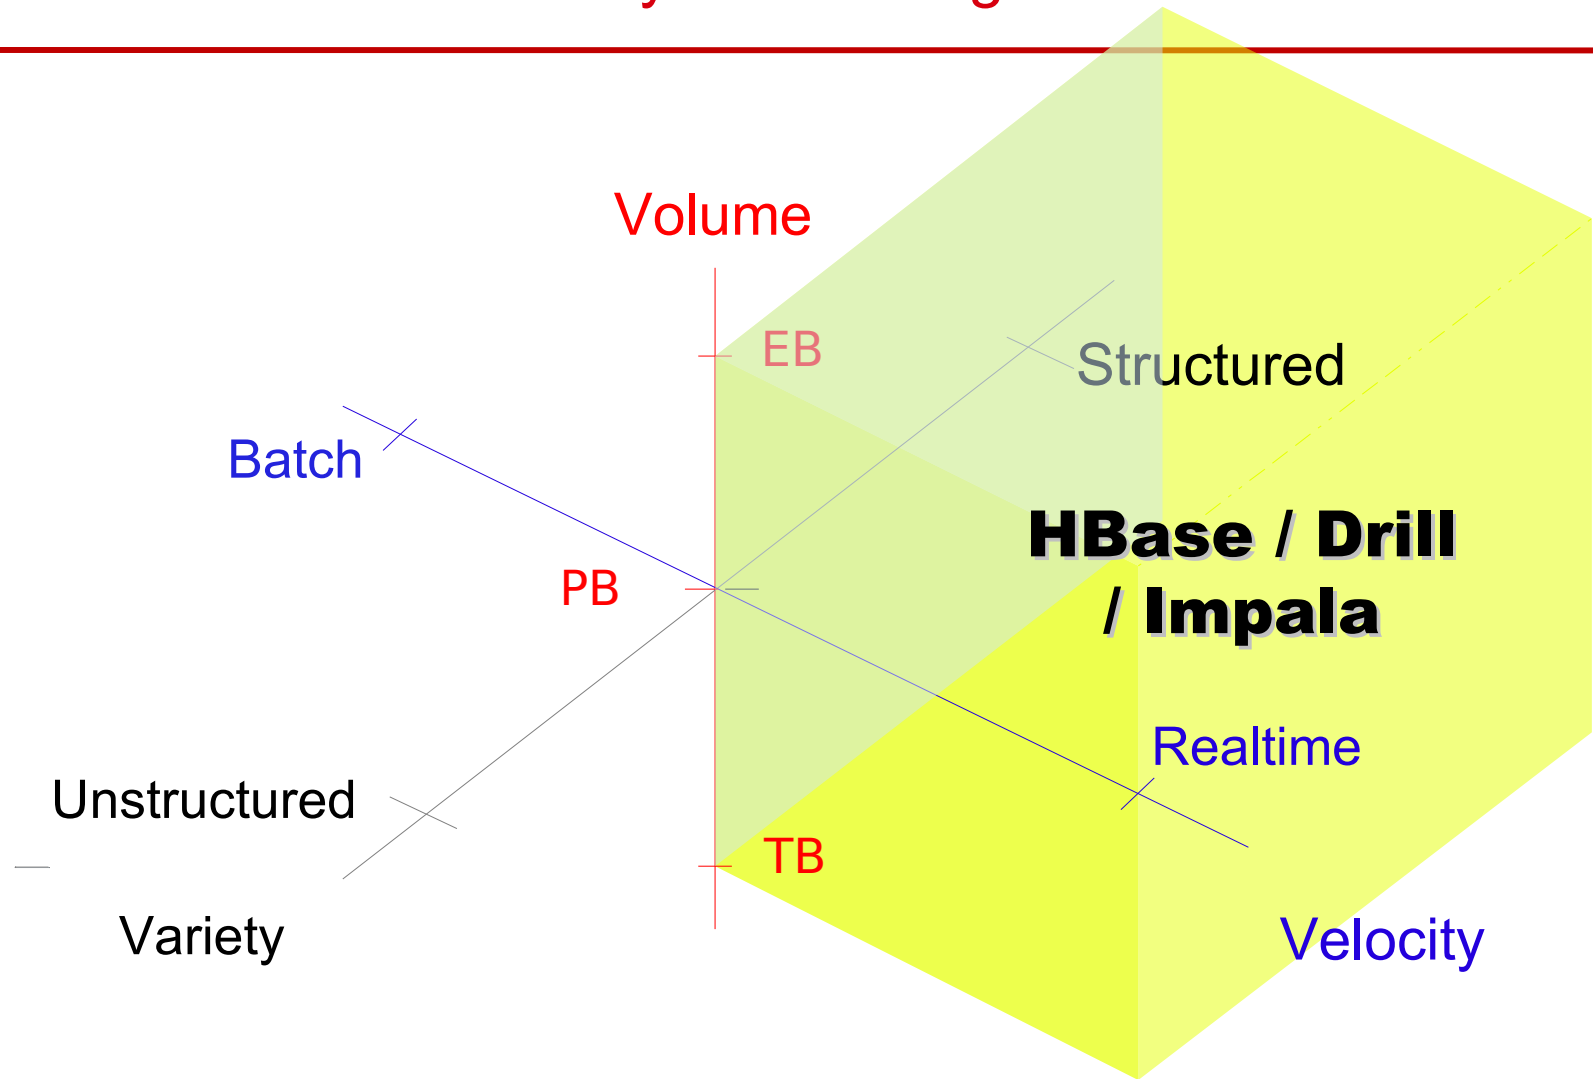 Volume
EB
Structured
Batch
HBase / Drill
/ Impala
PB
Realtime
Unstructured
TB
Variety
Velocity